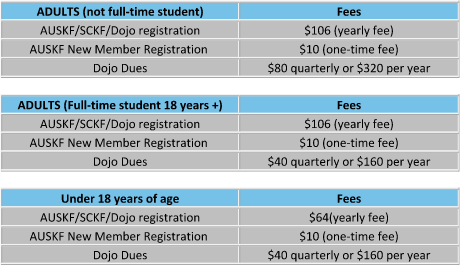 ADULTS (not full-time student) Fees
AUSKF/SCKF/Dojo registration $106 (yearly fee)
AUSKF New Member Registration $10 (one-time fee)
Dojo Dues $80 quarterly or $320 per year
ADULTS (Full-time student 18 years +) Fees
AUSKF/SCKF/Dojo registration $106 (yearly fee)
AUSKF New Member Registration $10 (one-time fee)
Dojo Dues $40 quarterly or $160 per year
Under 18 years of age Fees
AUSKF/SCKF/Dojo registration $64(yearly fee)
AUSKF New Member Registration $10 (one-time fee)
Dojo Dues $40 quarterly or $160 per year